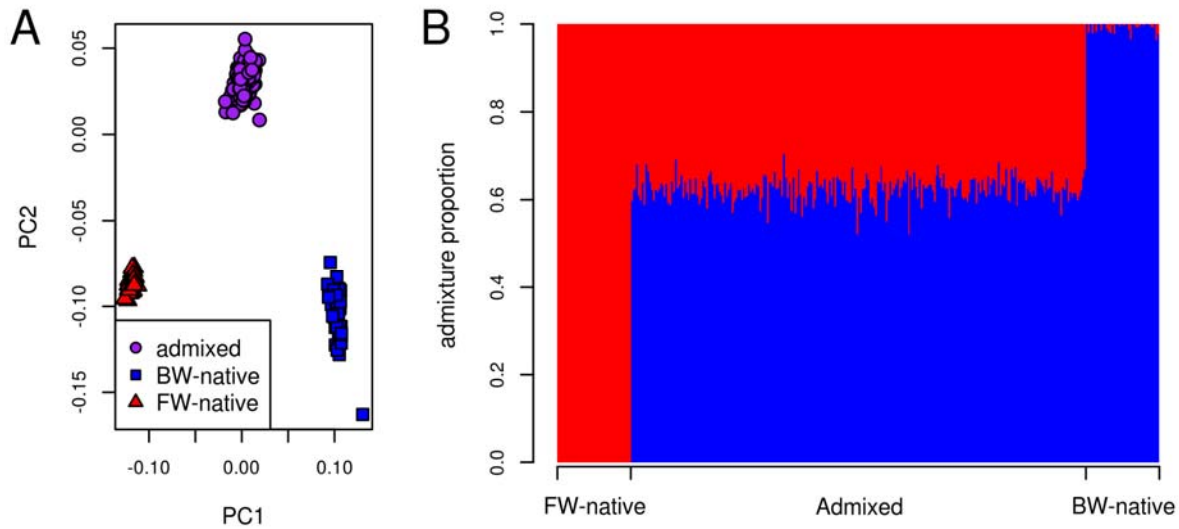 A
PC2
0.05
0.00
-0.05
-0.10
-0.15
admixed
BW-native
FW-native
-0.10 0.00 0.10
PC1
B
admixture proportion
1.0
0.8
0.6
0.4
0.2
0.0
FW-native Admixed BW-native